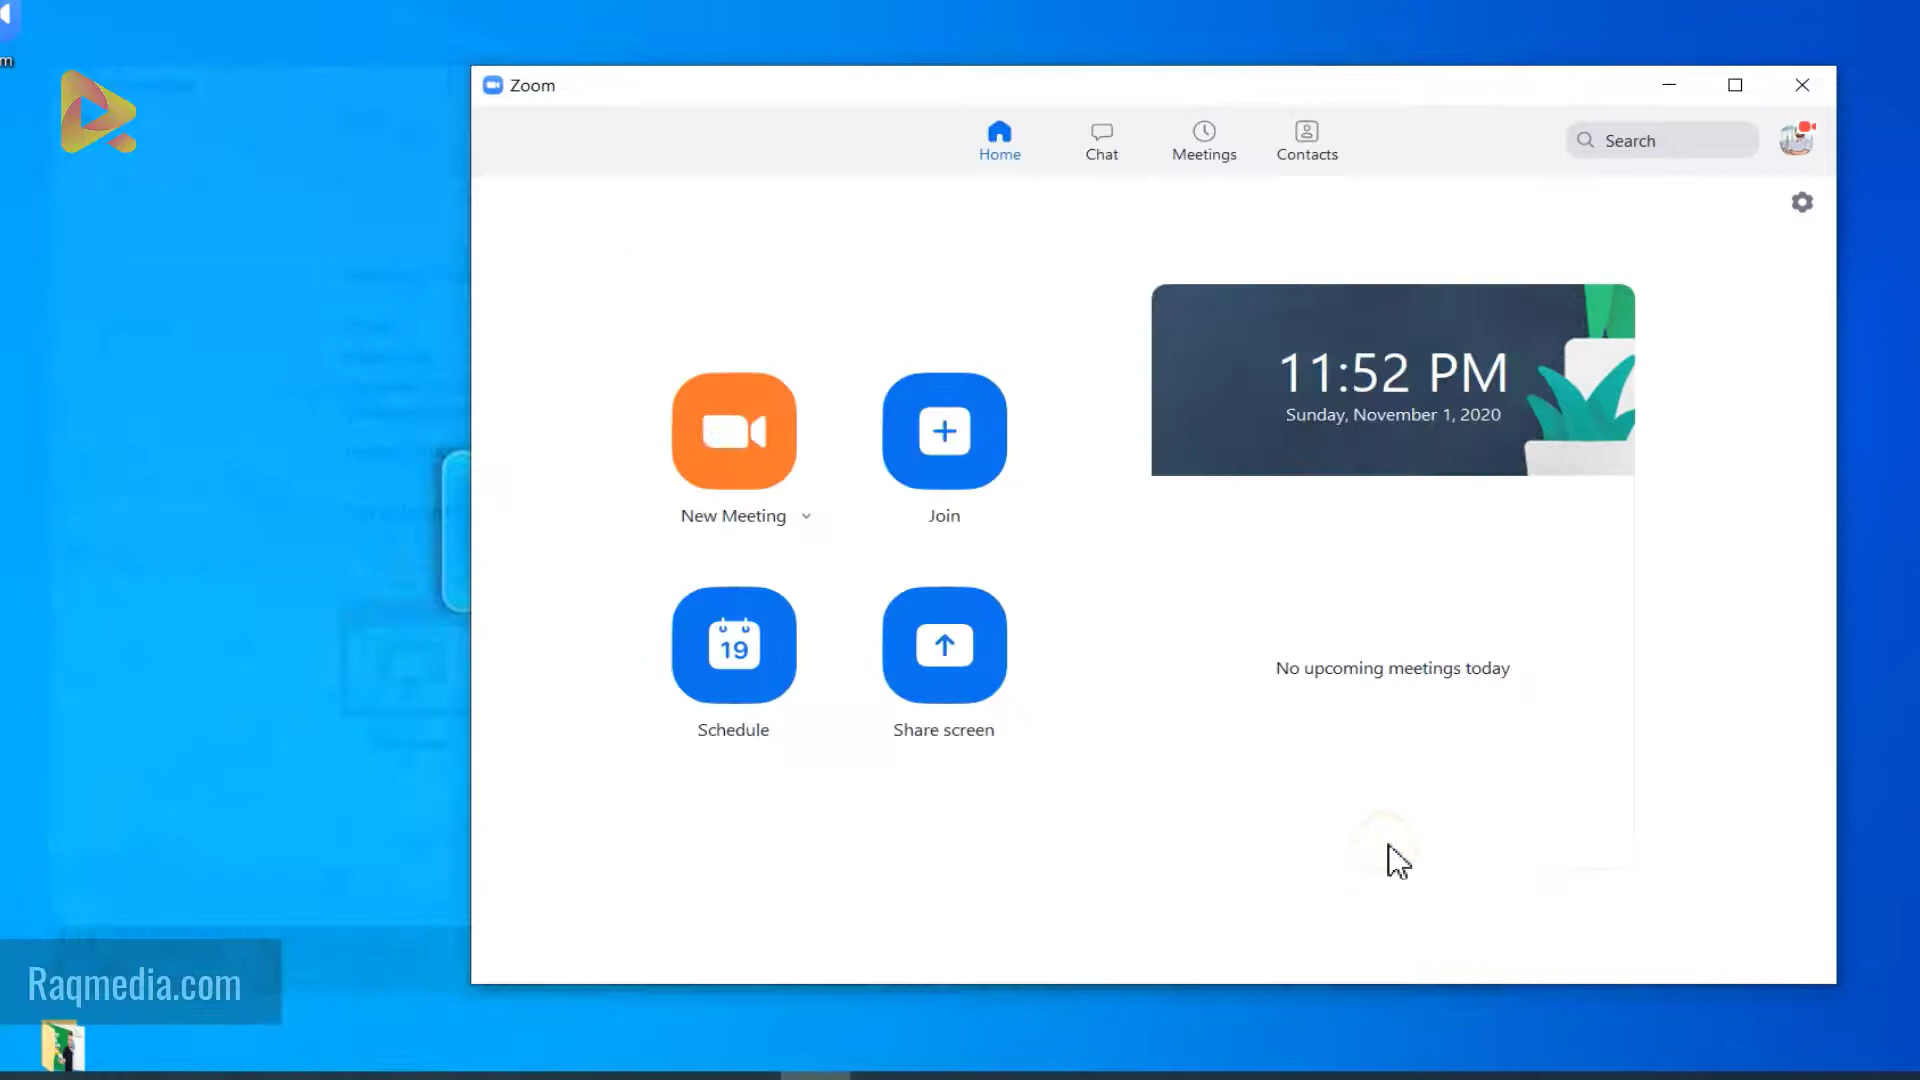 m
Zoom
Home
Chat
Meetings
Contacts
Search
11:52 PM
Sunday, November 1, 2020
New Meeting
Join
19
Schedule
Share screen
No upcoming meetings today
Raqmedia.com